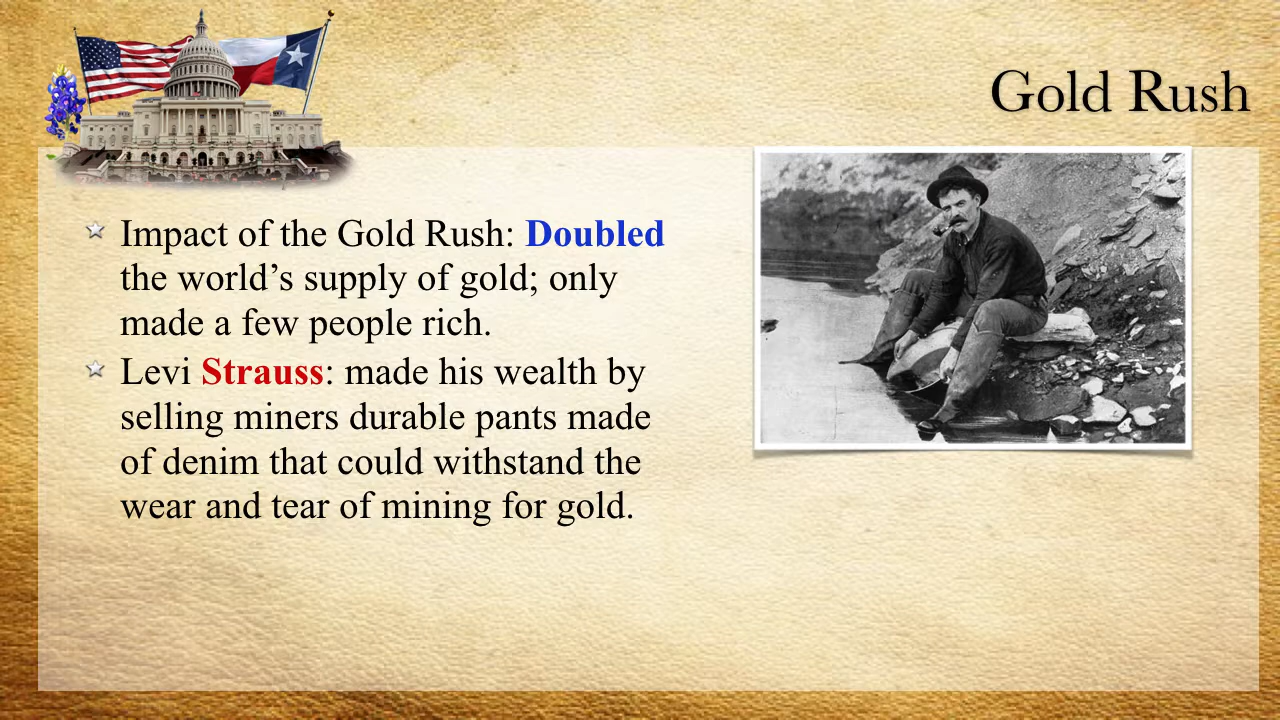 Gold Rush
Impact of the Gold Rush: Doubled
the world’s supply of gold; only
made a few people rich.
Levi Strauss: made his wealth by
selling miners durable pants made
of denim that could withstand the
wear and tear of mining for gold.